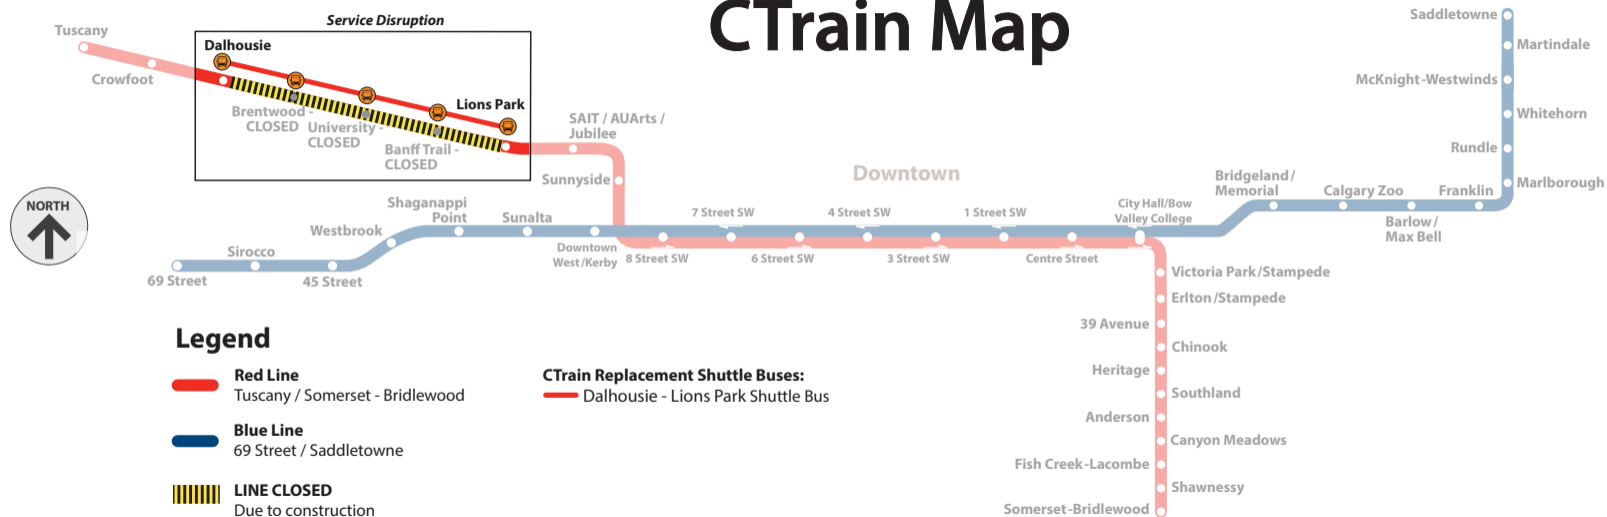 CTrain Map
Service Disruption
Tuscany
Crowfoot
Dalhousie
Lions Park
Brentwood -
CLOSED
University -
CLOSED
Banff Trail -
CLOSED
SAIT / AUArts /
Jubilee
Sunnyside
Downtown
NORTH
69 Street
Sirocco
45 Street
Westbrook
Shaganappi
Point
Sunalta
Downtown
West/Kerby
8 Street SW
7 Street SW
6 Street SW
4 Street SW
3 Street SW
1 Street SW
Centre Street
City Hall/Bow
Valley College
Bridgeland/
Memorial
Calgary Zoo
Barlow/
Max Bell
Franklin
Marlborough
Rundle
Whitehorn
McKnight-Westwinds
Martindale
Saddletowne
Victoria Park/Stampede
Erlton/Stampede
39 Avenue
Chinook
Heritage
Southland
Anderson
Canyon Meadows
Fish Creek-Lacombe
Shawnessy
Somerset-Bridlewood
Legend
Red Line
Tuscany / Somerset - Bridlewood
Blue Line
69 Street / Saddletowne
LINE CLOSED
Due to construction
CTrain Replacement Shuttle Buses:
Dalhousie - Lions Park Shuttle Bus